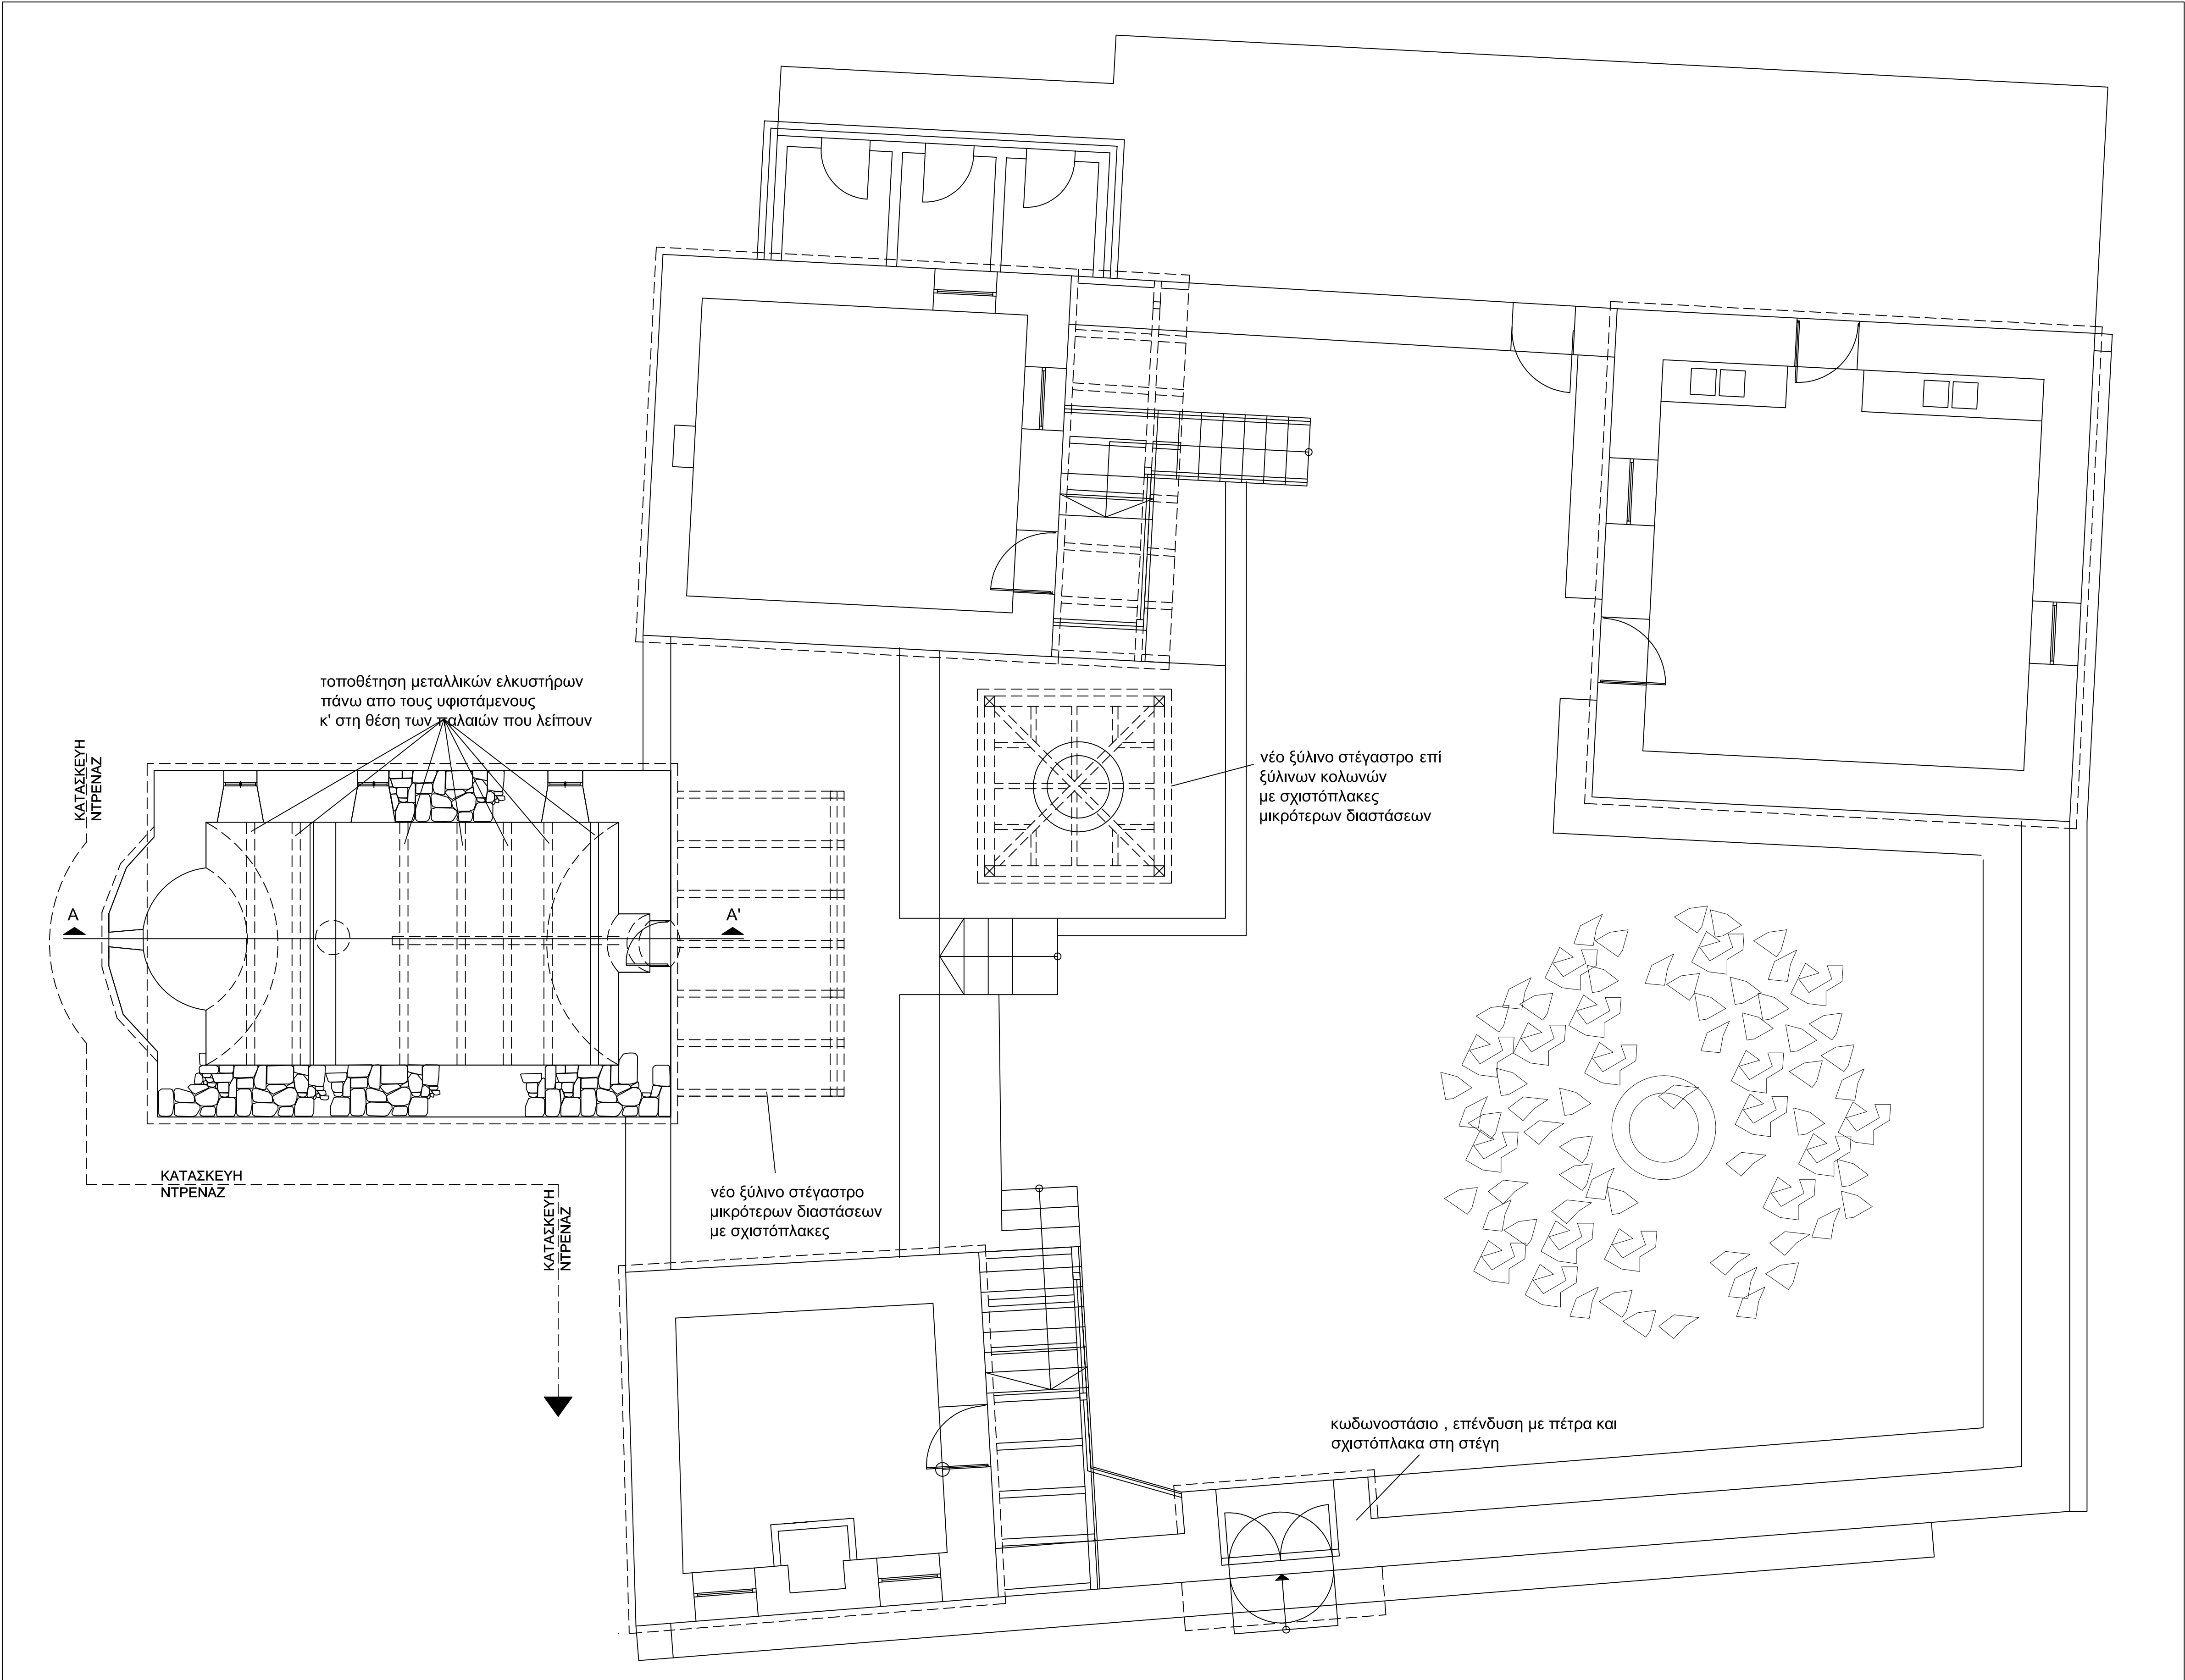 τοποθέτηση μεταλλικών ελκυστήρων
πάνω απο τους υφιστάμενους
κ' στη θέση των παλαιών που λείπουν
ΚΑΤΑΣΚΕΥΗ
ΝΤΡΕΝΑΖ
νέο ξύλινο στέγαστρο επί
ξύλινων κολωνών
με σχιστόπλακες
μικρότερων διαστάσεων
Α
Α'
ΚΑΤΑΣΚΕΥΗ
ΝΤΡΕΝΑΖ
ΚΑΤΑΣΚΕΥΗ
ΝΤΡΕΝΑΖ
νέο ξύλινο στέγαστρο
μικρότερων διαστάσεων
με σχιστόπλακες
κωδωνοστάσιο , επένδυση με πέτρα και
σχιστόπλακα στη στέγη